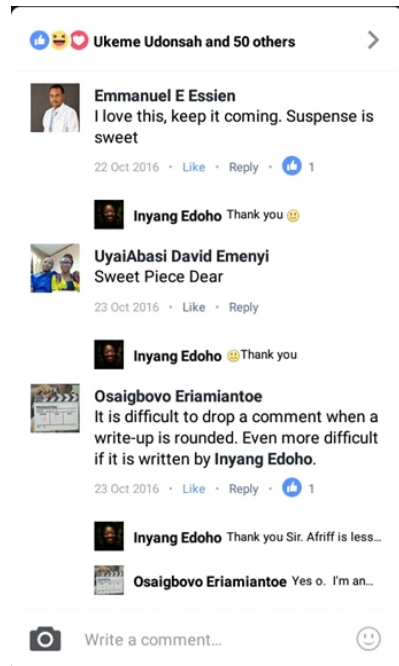 Ukeme Udonsah and 50 others
Emmanuel E Essien
I love this, keep it coming. Suspense is
sweet
22 Oct 2016 · Like · Reply · 1
Inyang Edoho Thank you
UyaiAbasi David Emenyi
Sweet Piece Dear
23 Oct 2016 · Like · Reply
Inyang Edoho Thank you
Osaigbovo Eriamiantoe
It is difficult to drop a comment when a
write-up is rounded. Even more difficult
if it is written by Inyang Edoho.
23 Oct 2016 · Like · Reply · 1
Inyang Edoho Thank you Sir. Afriff is less...
Osaigbovo Eriamiantoe Yes o. I'm an...
Write a comment...